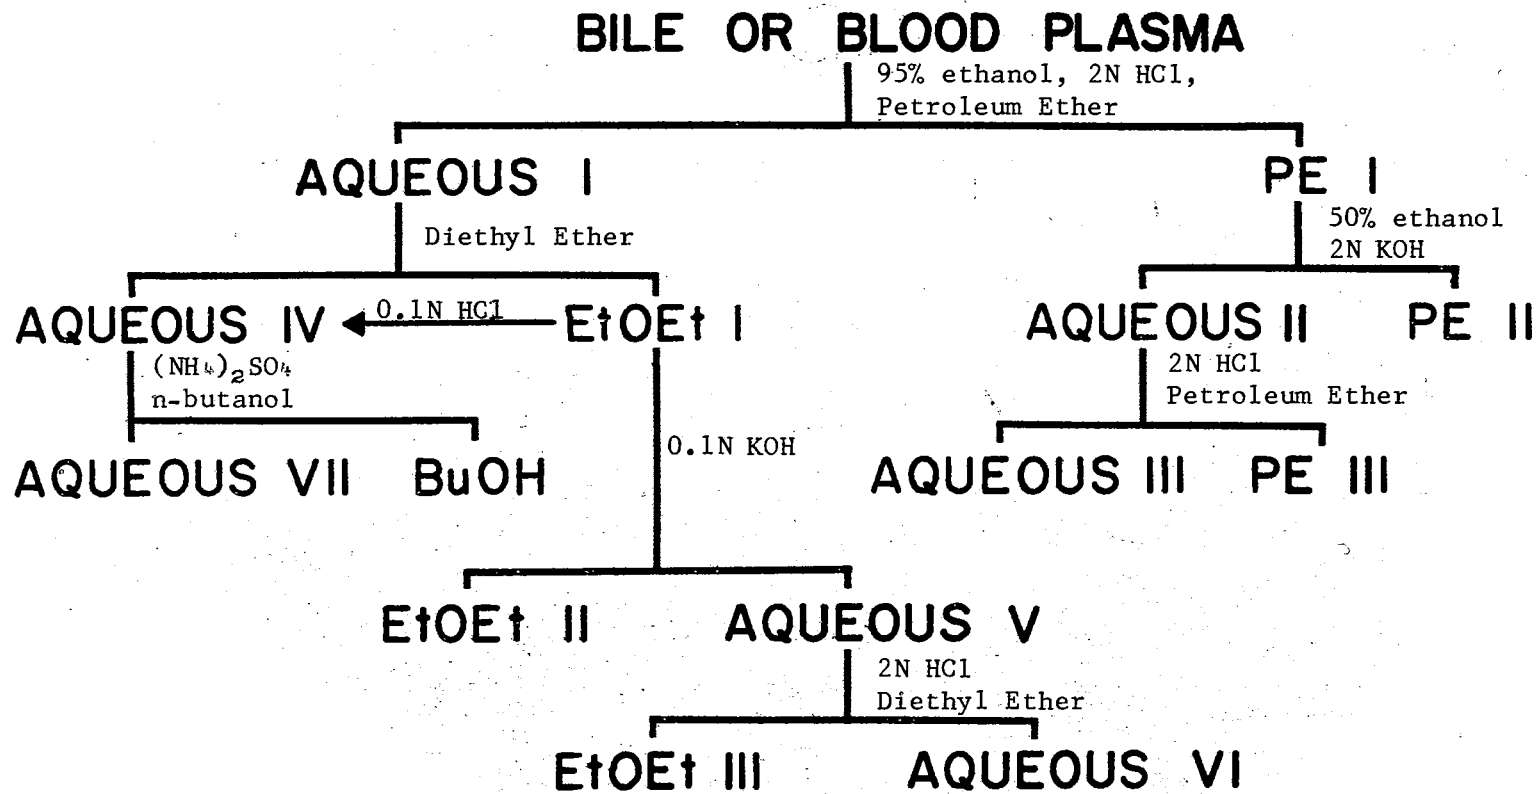 BILE OR BLOOD PLASMA
95% ethanol, 2N HCl,
Petroleum Ether
AQUEOUS I
PE I
Diethyl Ether
50% ethanol
2N KOH
AQUEOUS IV
0.1N HCl
EtOEt I
AQUEOUS II
PE II
(NH4)2SO4
n-butanol
2N HCl
Petroleum Ether
0.1N KOH
AQUEOUS VII
BuOH
AQUEOUS III
PE III
EtOEt II
AQUEOUS V
2N HCl
Diethyl Ether
EtOEt III
AQUEOUS VI